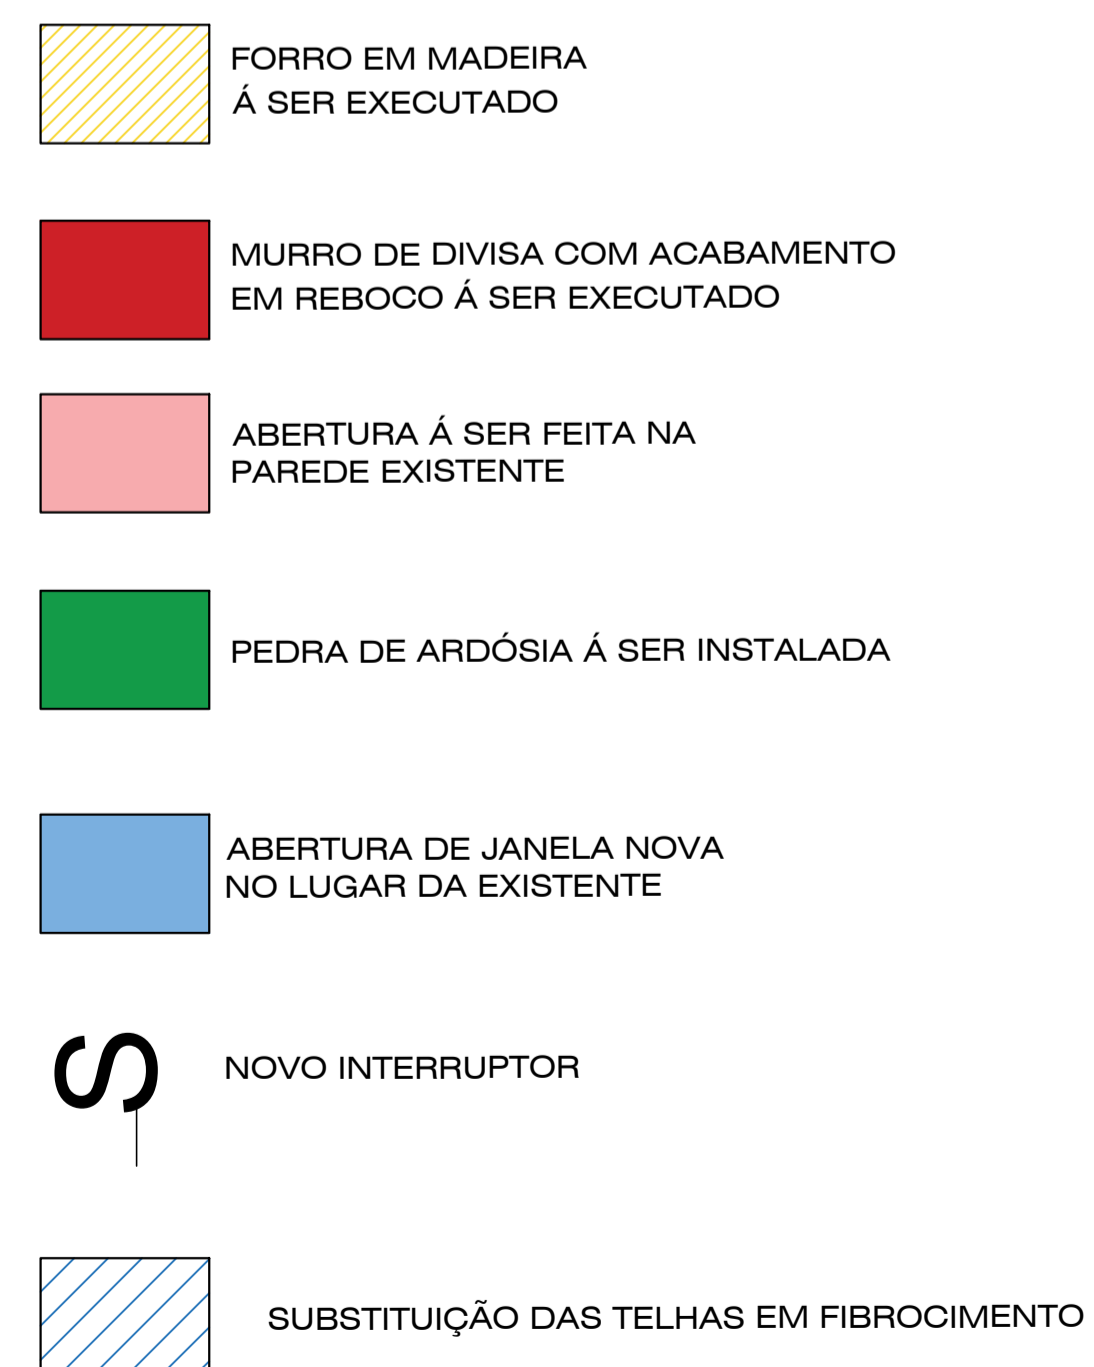 FORRO EM MADEIRA
Á SER EXECUTADO
MURRO DE DIVISA COM ACABAMENTO
EM REBOCO Á SER EXECUTADO
ABERTURA Á SER FEITA NA
PAREDE EXISTENTE
PEDRA DE ARDÓSIA Á SER INSTALADA
ABERTURA DE JANELA NOVA
NO LUGAR DA EXISTENTE
S
NOVO INTERRUPTOR
SUBSTITUIÇÃO DAS TELHAS EM FIBROCIMENTO